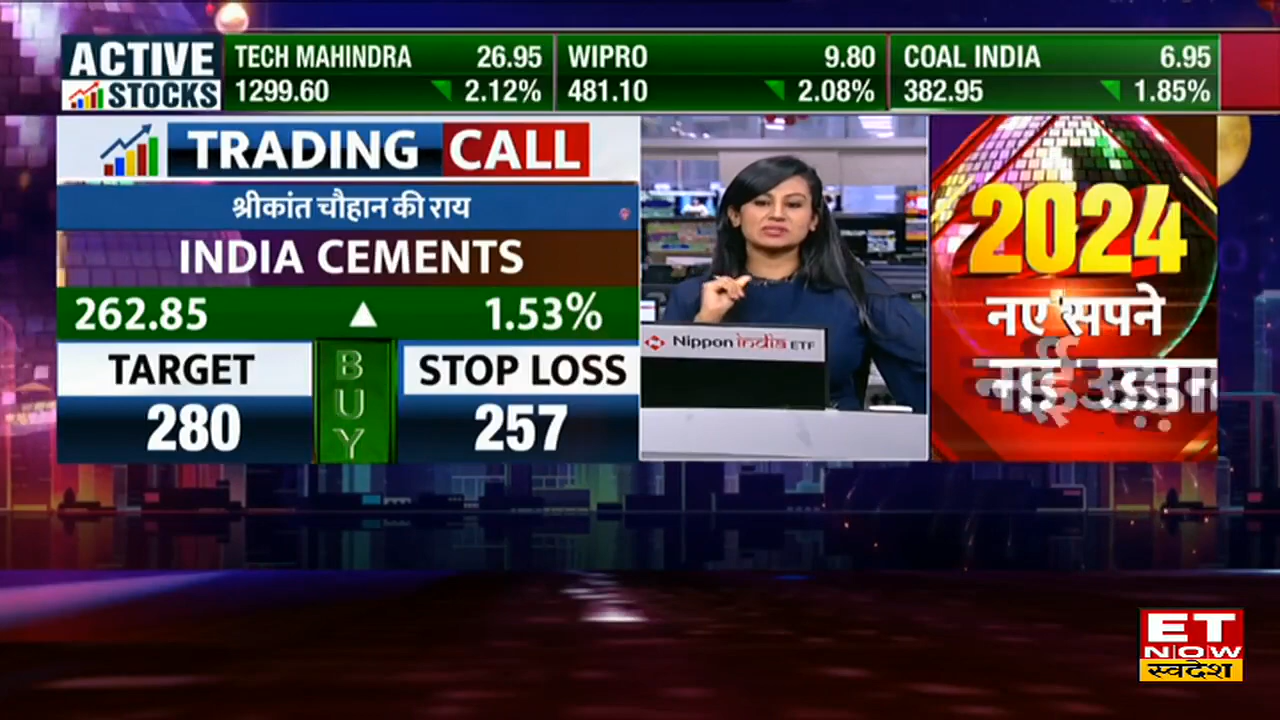 ACTIVE STOCKS
TECH MAHINDRA 26.95
1299.60 2.12%
WIPRO 9.80
481.10 2.08%
COAL INDIA 6.95
382.95 1.85%
TRADING CALL
श्रीकांत चौहान की राय
INDIA CEMENTS
262.85 1.53%
TARGET
280
BUY
STOP LOSS
257
Nippon india ETF
2024
नए सपने
ET
NOW
स्वदेश